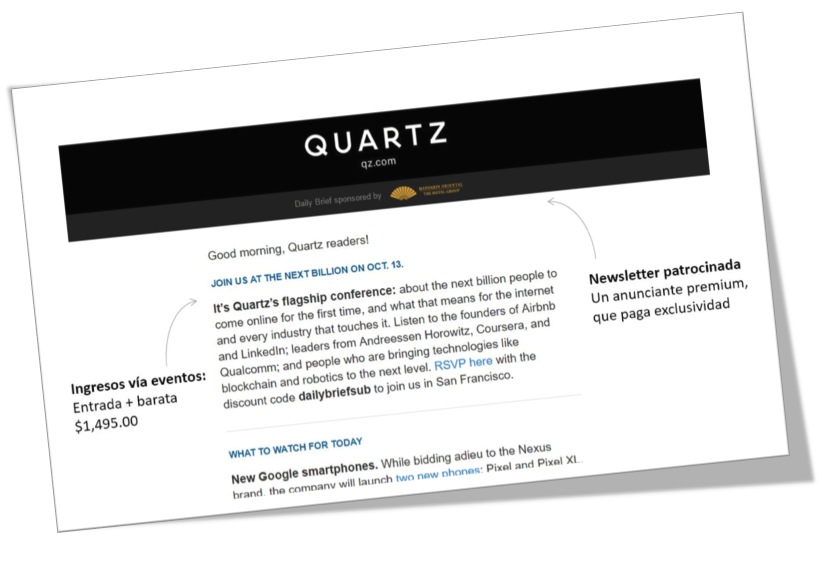 QUARTZ
qz.com
Daily Brief sponsored by
MANDARIN ORIENTAL
THE HOTEL GROUP
Good morning, Quartz readers!
JOIN US AT THE NEXT BILLION ON OCT. 13.
It's Quartz's flagship conference: about the next billion people to
come online for the first time, and what that means for the internet
and every industry that touches it. Listen to the founders of Airbnb
and LinkedIn; leaders from Andreessen Horowitz, Coursera, and
Qualcomm; and people who are bringing technologies like
blockchain and robotics to the next level. RSVP here with the
discount code dailybriefsub to join us in San Francisco.
Newsletter patrocinada
Un anunciante premium,
que paga exclusividad
Ingresos vía eventos:
Entrada + barata
$1,495.00
WHAT TO WATCH FOR TODAY
New Google smartphones. While bidding adieu to the Nexus
brand, the company will launch two new phones: Pixel and Pixel XL.